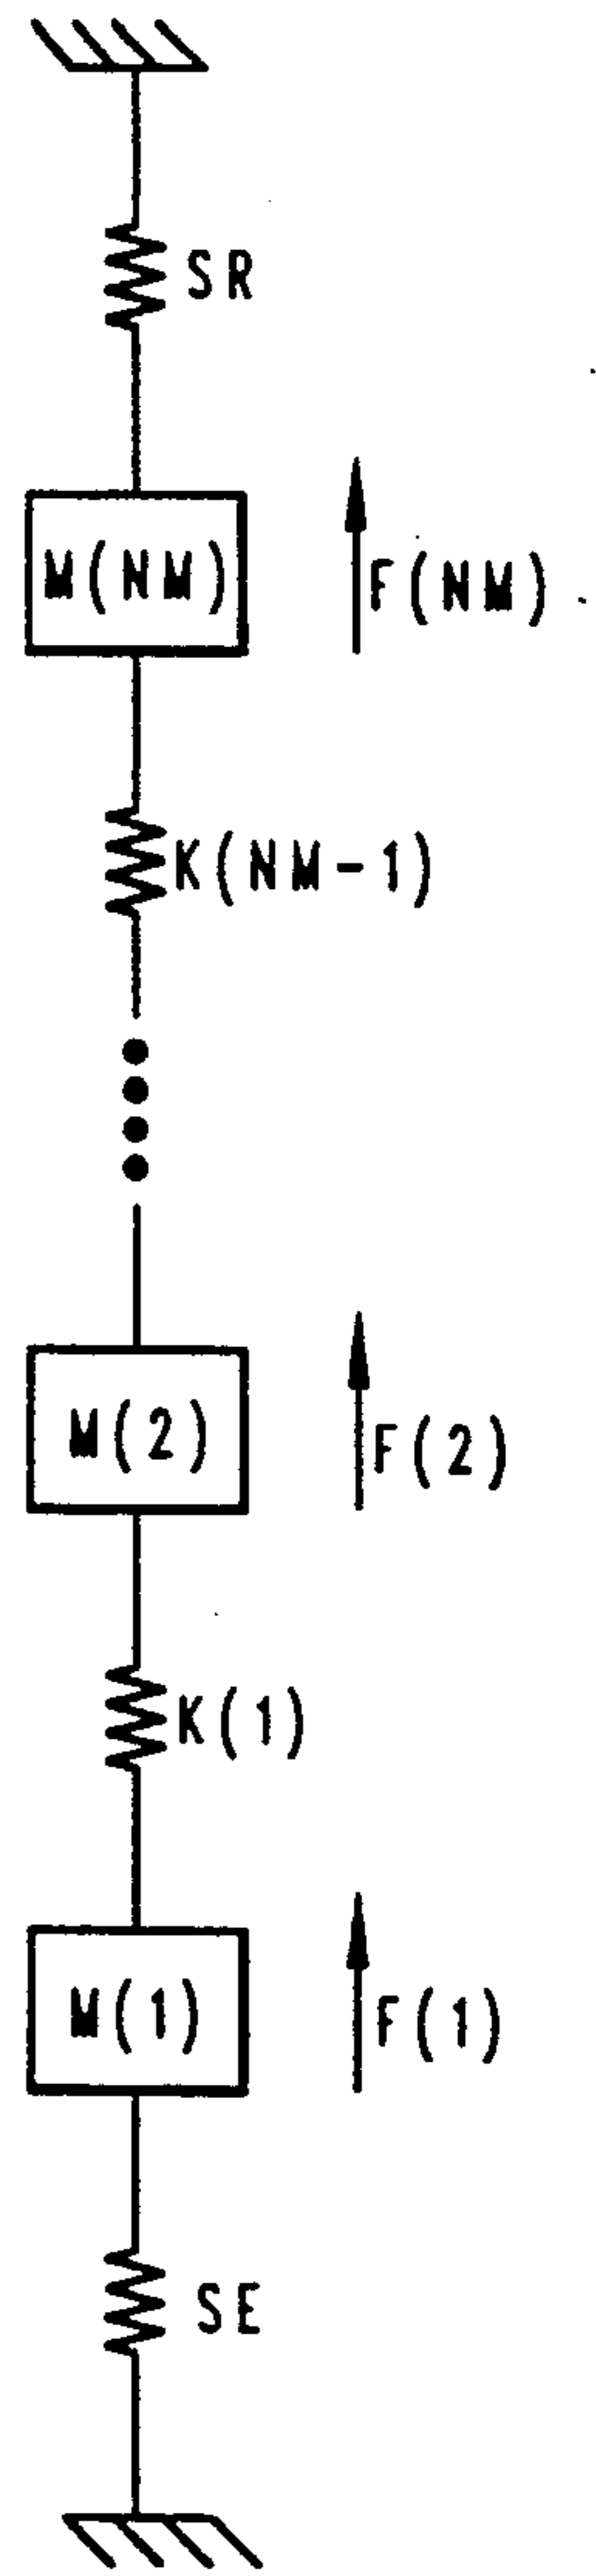 SR
M(NM)
F(NM)
K(NM-1)
M(2)
F(2)
K(1)
M(1)
F(1)
SE